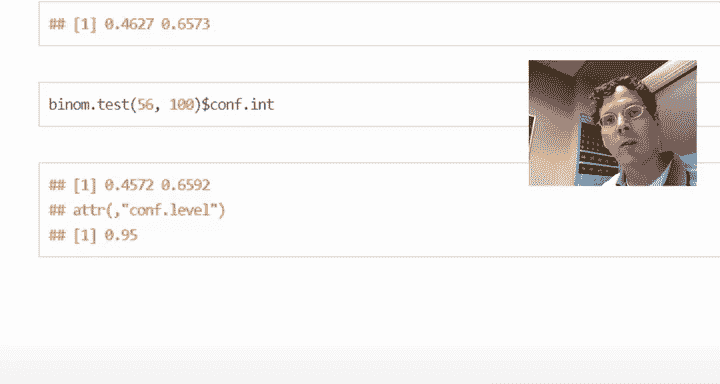 ## [1] 0.4627 0.6573
binom.test(56, 100)$conf.int
## [1] 0.4572 0.6592
## attr(,"conf.level")
## [1] 0.95